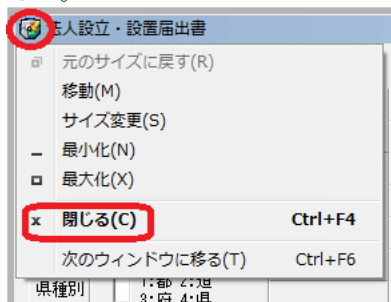 法人設立・設置届出書
元のサイズに戻す(R)
移動(M)
サイズ変更(S)
最小化(N)
最大化(X)
閉じる(C) Ctrl+F4
次のウィンドウに移る(T) Ctrl+F6
県種別 1:都 2:道
3:府 4:県